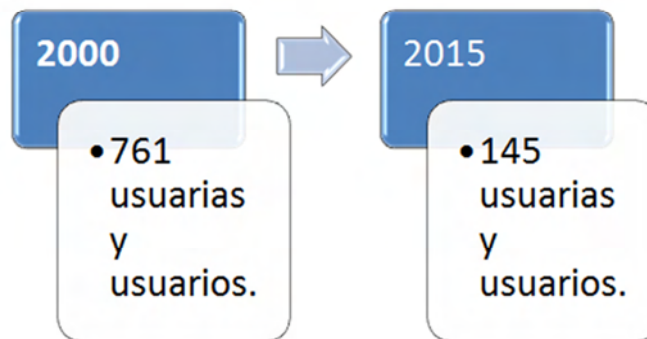 2000
• 761
usuarias
y
usuarios.
2015
• 145
usuarias
y
usuarios.